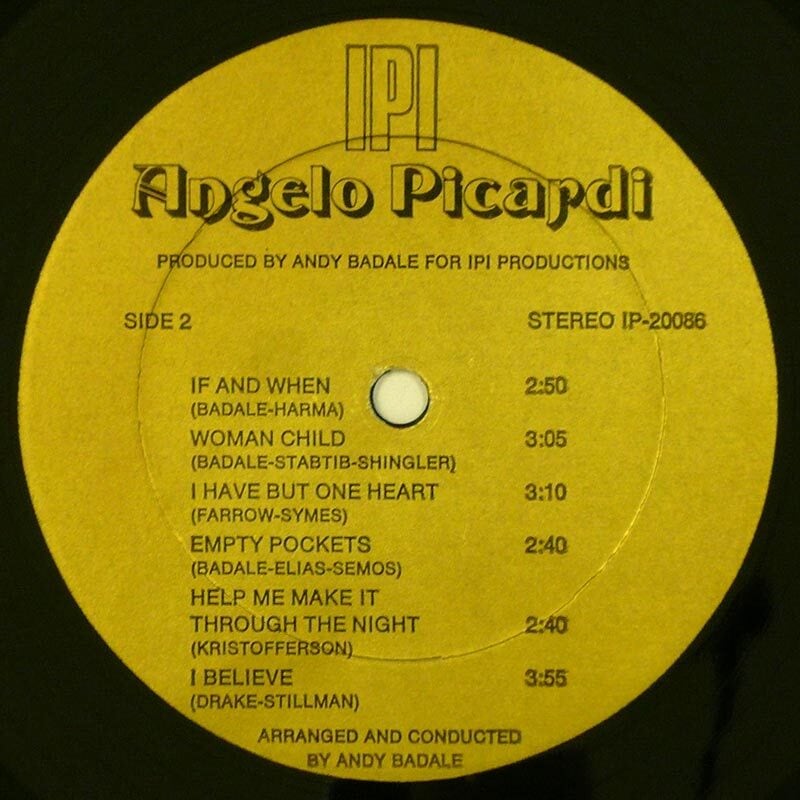 IPI
Angelo Picardi
PRODUCED BY ANDY BADALE FOR IPI PRODUCTIONS
SIDE 2 STEREO IP-20086
IF AND WHEN 2:50
(BADALE-HARMA)
WOMAN CHILD 3:05
(BADALE-STABTIB-SHINGLER)
I HAVE BUT ONE HEART 3:10
(FARROW-SYMES)
EMPTY POCKETS 2:40
(BADALE-ELIAS-SEMOS)
HELP ME MAKE IT
THROUGH THE NIGHT 2:40
(KRISTOFFERSON)
I BELIEVE 3:55
(DRAKE-STILLMAN)
ARRANGED AND CONDUCTED
BY ANDY BADALE